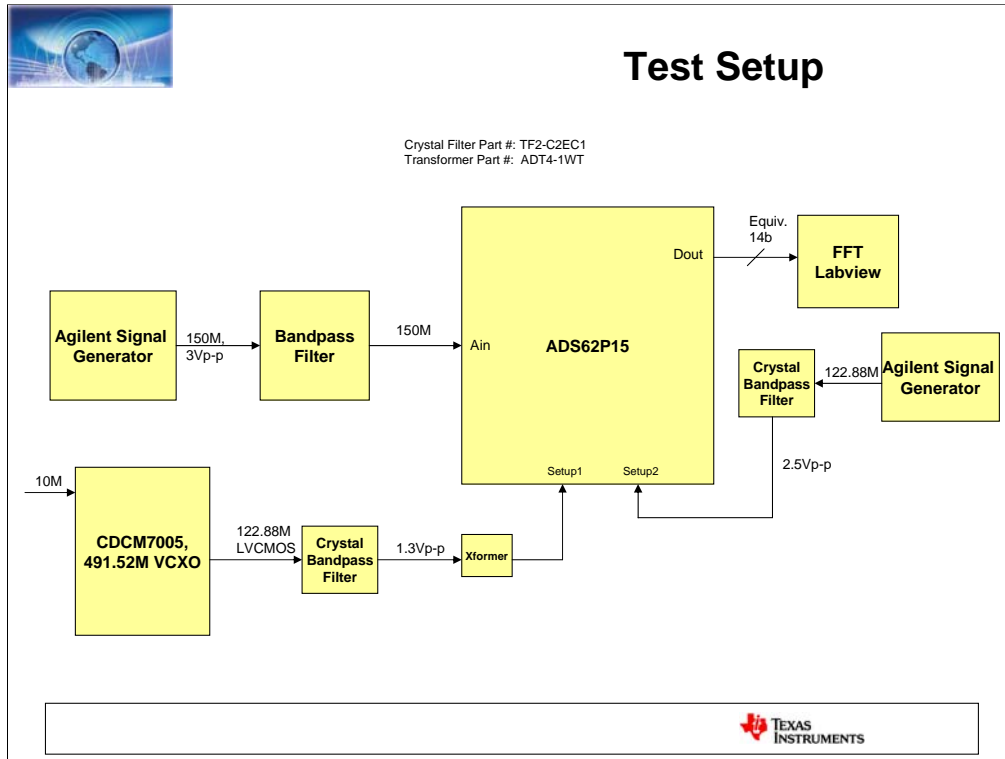 Test Setup
Crystal Filter Part #: TF2-C2EC1
Transformer Part #: ADT4-1WT
Agilent Signal
Generator
150M,
3Vp-p
Bandpass
Filter
150M
Ain
ADS62P15
Dout
Setup1
Setup2
Equiv.
14b
FFT
Labview
Crystal
Bandpass
Filter
122.88M
Agilent Signal
Generator
2.5Vp-p
10M
CDCM7005,
491.52M VCXO
122.88M
LVCMOS
Crystal
Bandpass
Filter
1.3Vp-p
Xformer
TEXAS
INSTRUMENTS